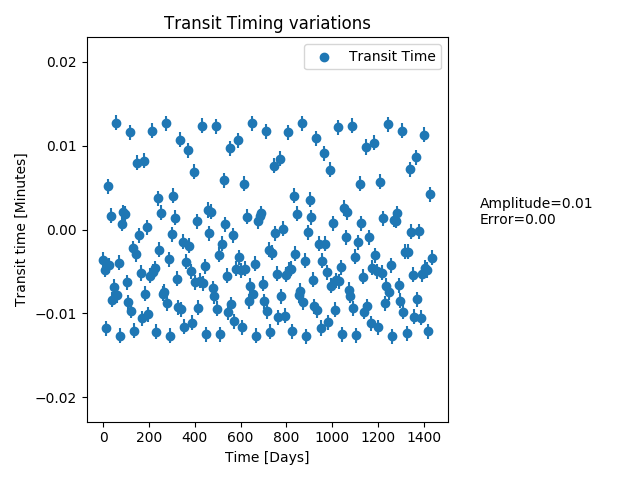 Transit Timing variations
Transit Time
Transit time [Minutes]
0.02
0.01
0.00
−0.01
−0.02
0 200 400 600 800 1000 1200 1400
Time [Days]
Amplitude=0.01
Error=0.00